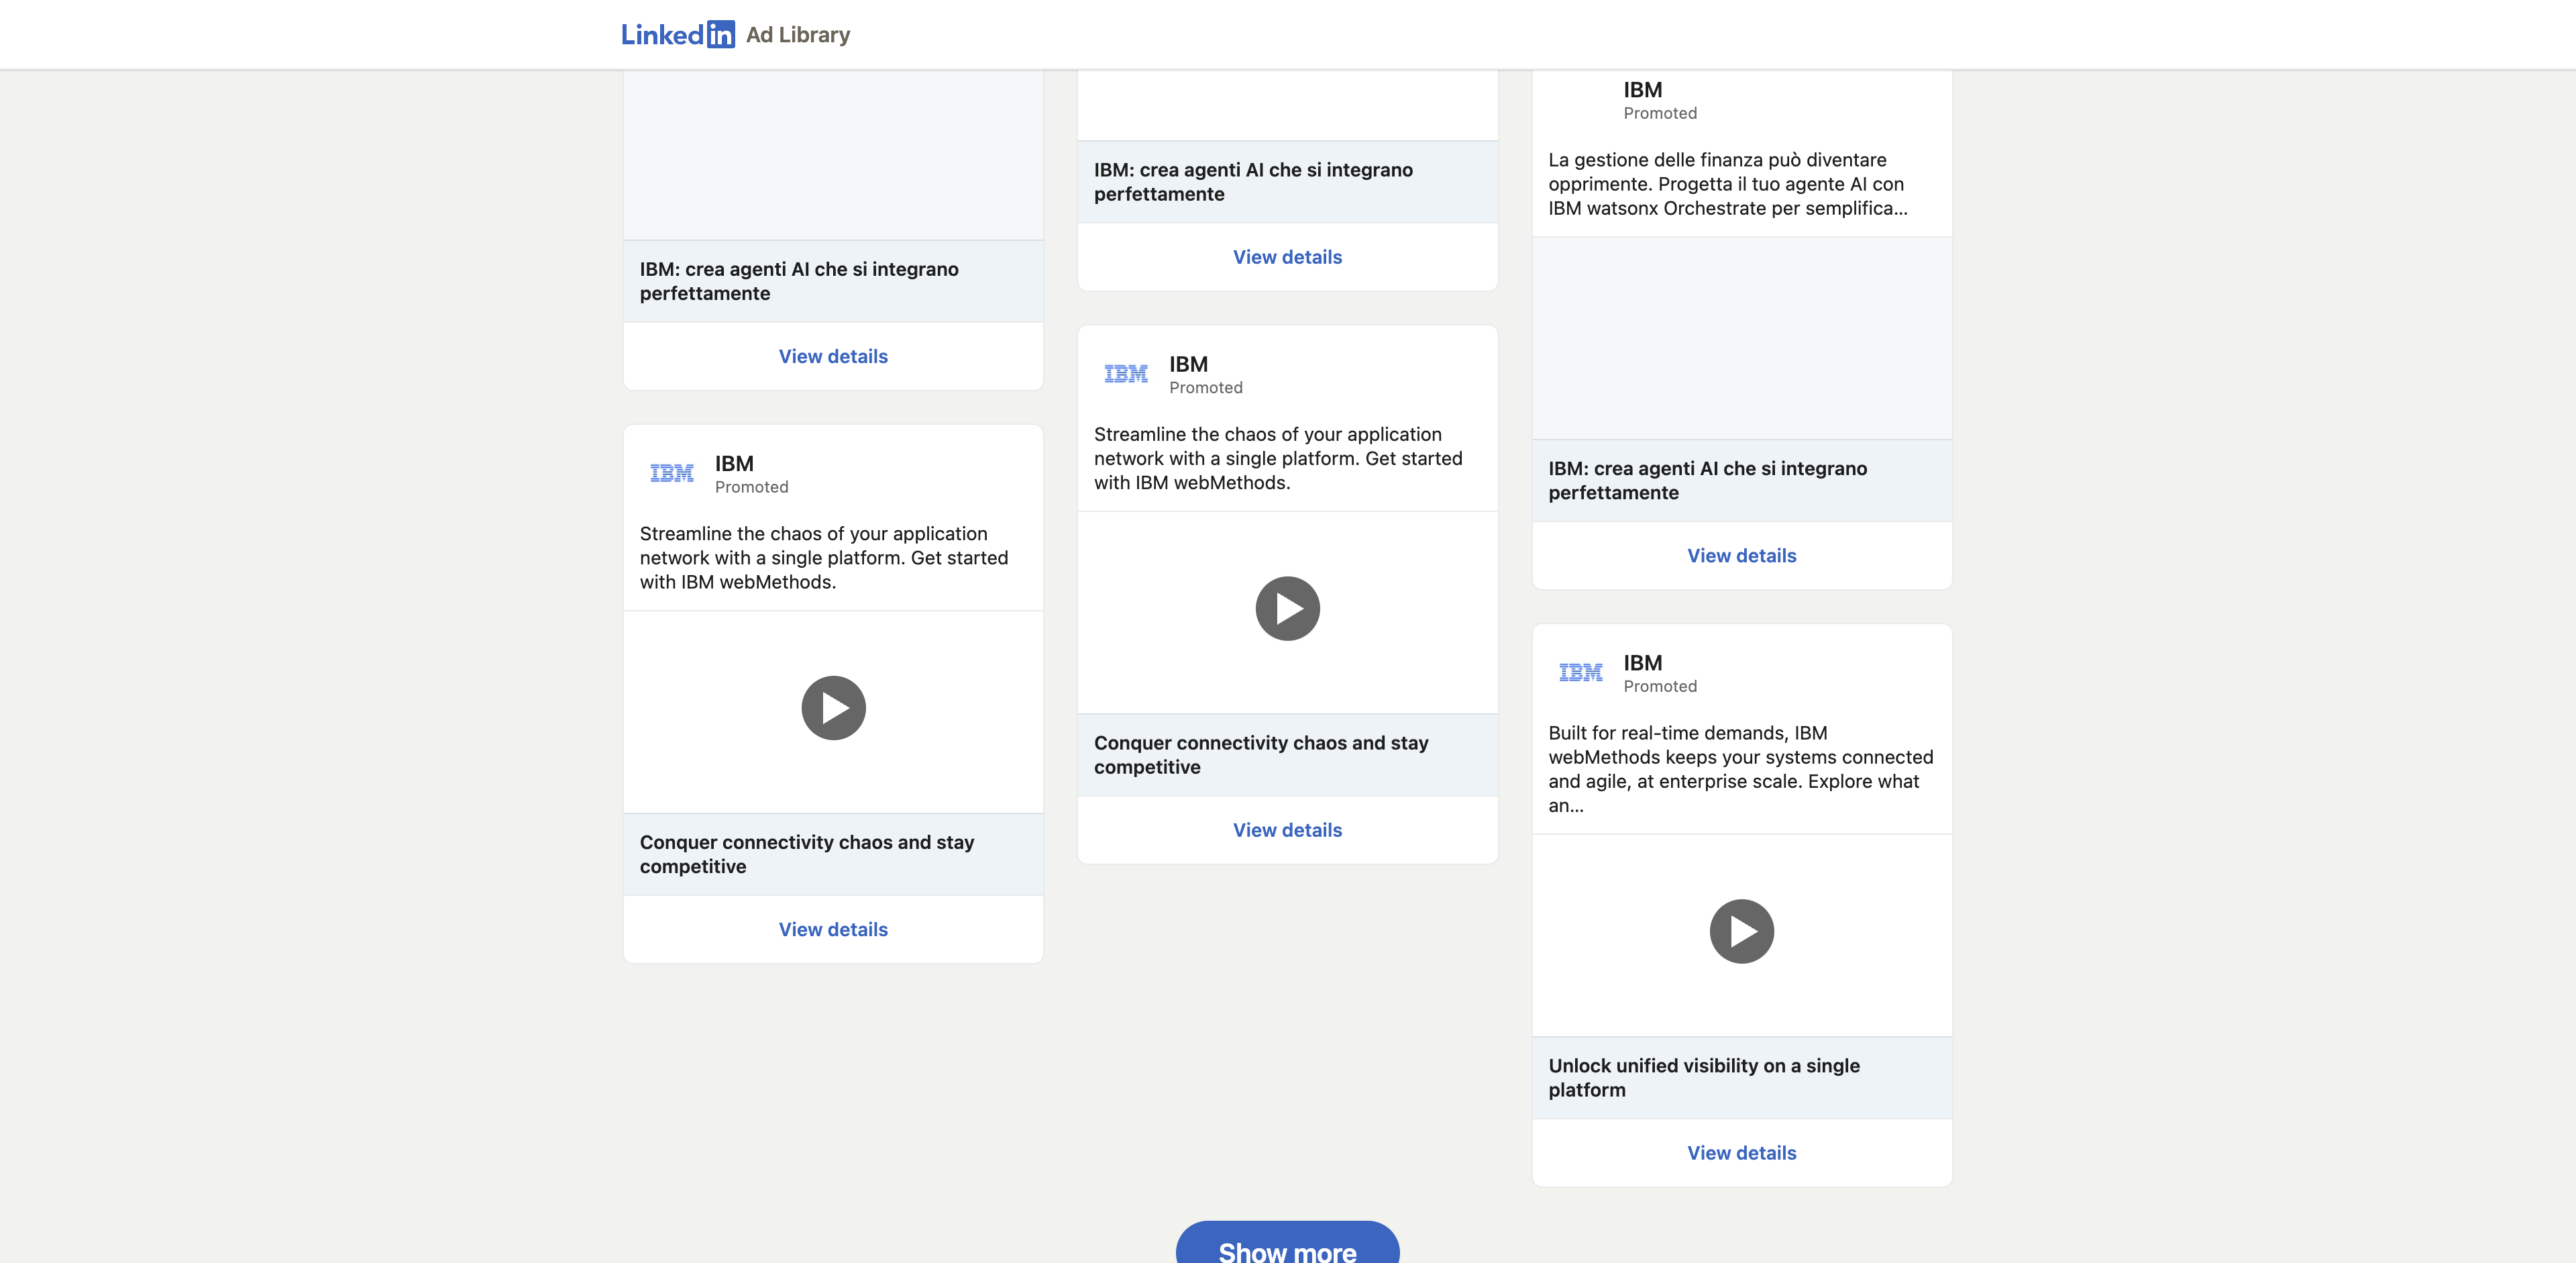 LinkedIn Ad Library
IBM: crea agenti AI che si integrano
perfettamente
View details
IBM
IBM
Promoted
Streamline the chaos of your application
network with a single platform. Get started
with IBM webMethods.
Conquer connectivity chaos and stay
competitive
View details
IBM: crea agenti AI che si integrano
perfettamente
View details
IBM
IBM
Promoted
Streamline the chaos of your application
network with a single platform. Get started
with IBM webMethods.
Conquer connectivity chaos and stay
competitive
View details
IBM
Promoted
La gestione delle finanza può diventare
opprimente. Progetta il tuo agente AI con
IBM watsonx Orchestrate per semplifica...
IBM: crea agenti AI che si integrano
perfettamente
View details
IBM
IBM
Promoted
Built for real-time demands, IBM
webMethods keeps your systems connected
and agile, at enterprise scale. Explore what
an...
Unlock unified visibility on a single
platform
View details
Show more